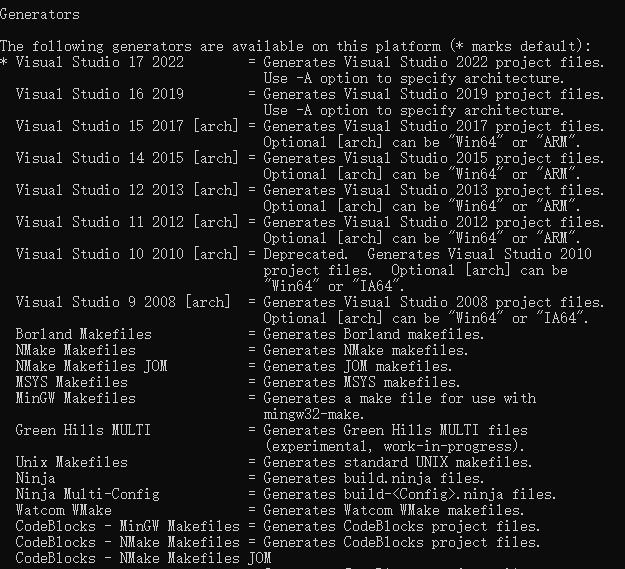 Generators
The following generators are available on this platform (* marks default):
* Visual Studio 17 2022 = Generates Visual Studio 2022 project files.
Use -A option to specify architecture.
Visual Studio 16 2019 = Generates Visual Studio 2019 project files.
Use -A option to specify architecture.
Visual Studio 15 2017 [arch] = Generates Visual Studio 2017 project files.
Optional [arch] can be "Win64" or "ARM".
Visual Studio 14 2015 [arch] = Generates Visual Studio 2015 project files.
Optional [arch] can be "Win64" or "ARM".
Visual Studio 12 2013 [arch] = Generates Visual Studio 2013 project files.
Optional [arch] can be "Win64" or "ARM".
Visual Studio 11 2012 [arch] = Generates Visual Studio 2012 project files.
Optional [arch] can be "Win64" or "ARM".
Visual Studio 10 2010 [arch] = Deprecated.  Generates Visual Studio 2010
project files.  Optional [arch] can be
"Win64" or "IA64".
Visual Studio 9 2008 [arch] = Generates Visual Studio 2008 project files.
Optional [arch] can be "Win64" or "IA64".
Borland Makefiles = Generates Borland makefiles.
NMake Makefiles = Generates NMake makefiles.
NMake Makefiles JOM = Generates JOM makefiles.
MSYS Makefiles = Generates MSYS makefiles.
MinGW Makefiles = Generates a make file for use with
mingw32-make.
Green Hills MULTI = Generates Green Hills MULTI files
(experimental, work-in-progress).
Unix Makefiles = Generates standard UNIX makefiles.
Ninja = Generates build.ninja files.
Ninja Multi-Config = Generates build-<Config>.ninja files.
Watcom WMake = Generates Watcom WMake makefiles.
CodeBlocks - MinGW Makefiles = Generates CodeBlocks project files.
CodeBlocks - NMake Makefiles = Generates CodeBlocks project files.
CodeBlocks - NMake Makefiles JOM